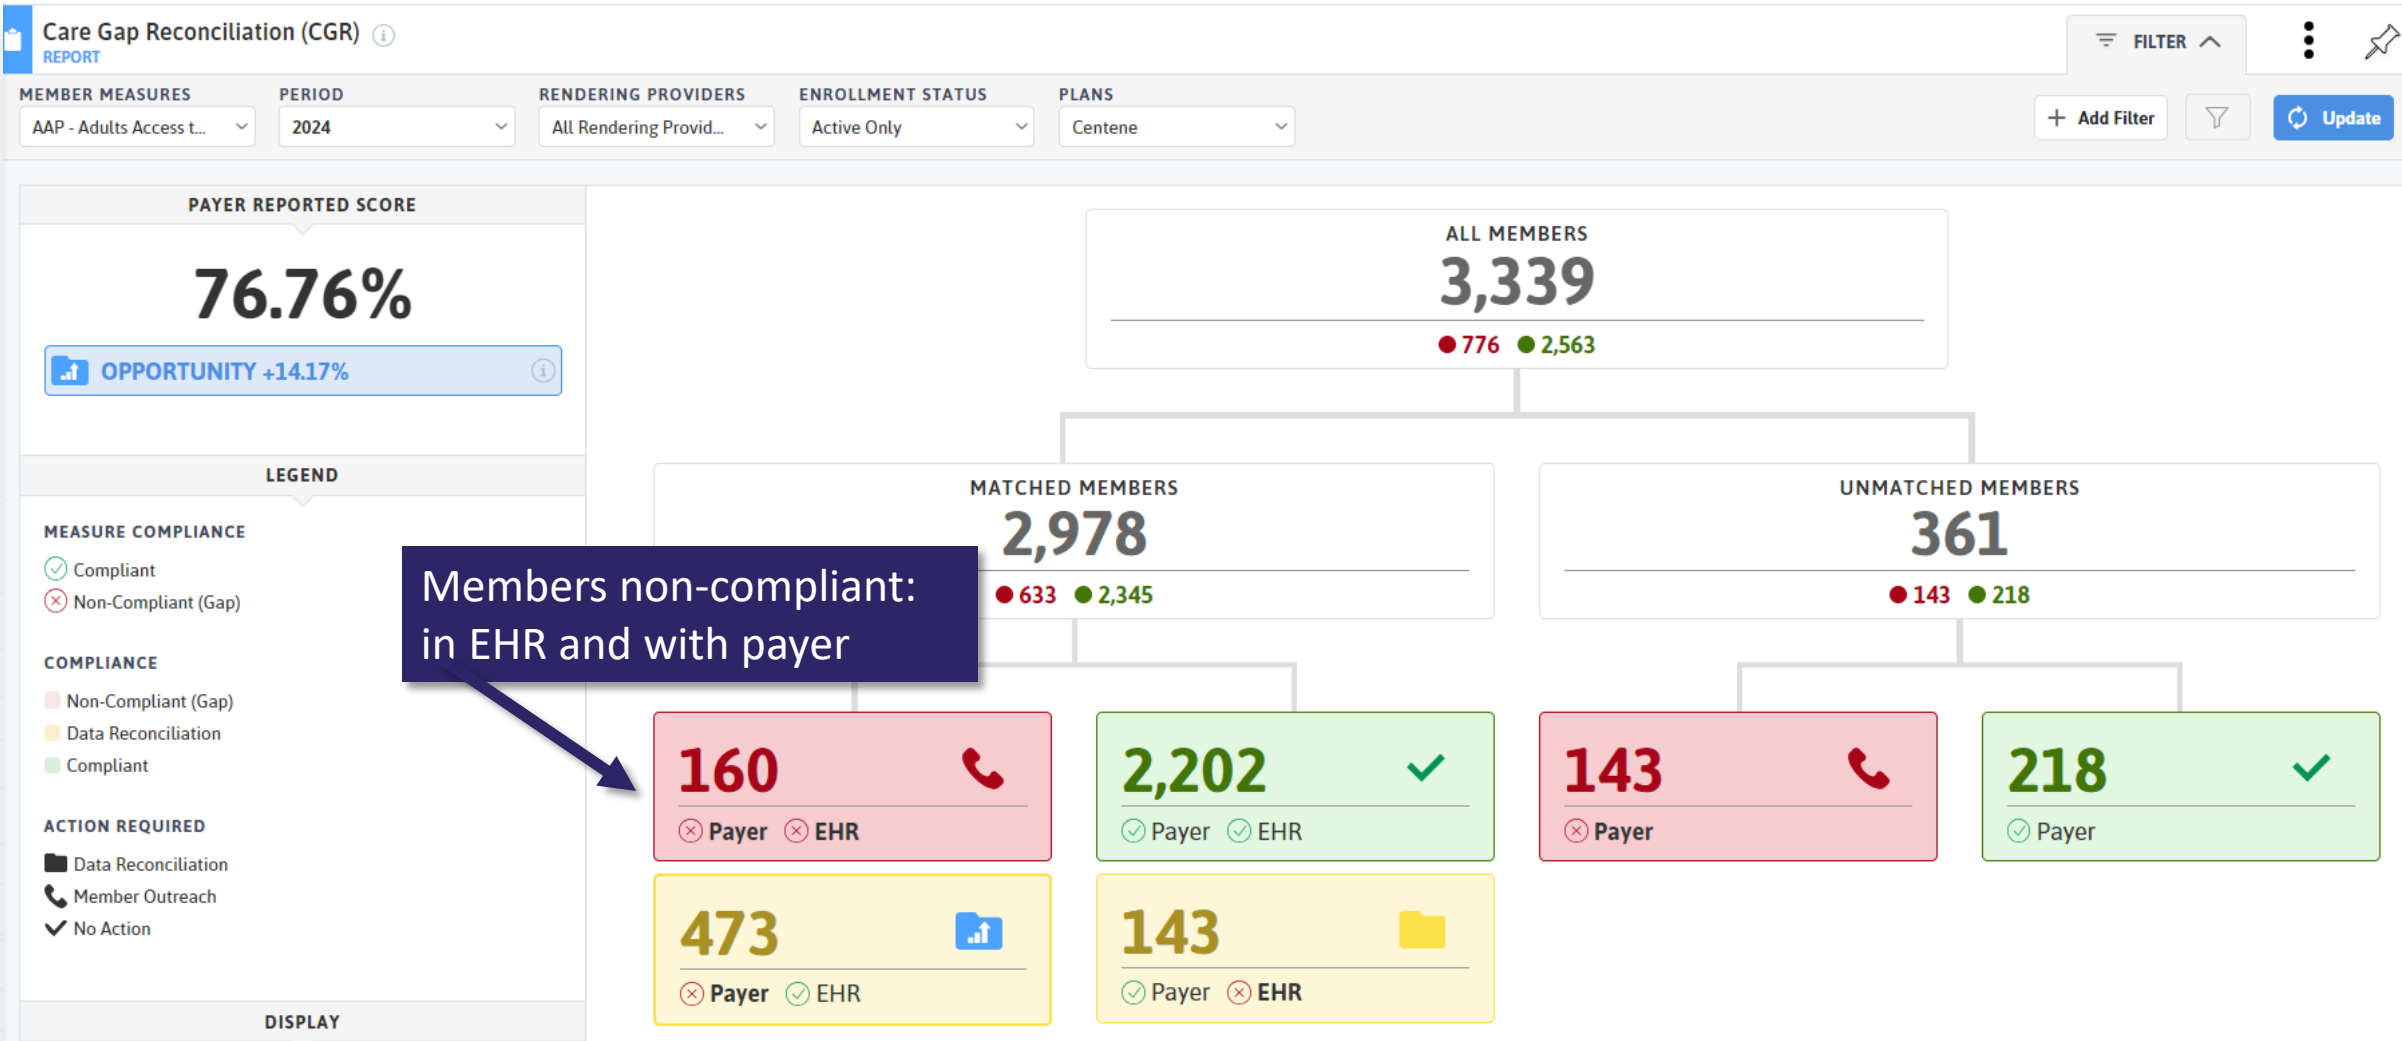 Care Gap Reconciliation (CGR)
REPORT
FILTER
MEMBER MEASURES
PERIOD
RENDERING PROVIDERS
ENROLLMENT STATUS
PLANS
AAP - Adults Access t...
2024
All Rendering Provid...
Active Only
Centene
+ Add Filter
Update
PAYER REPORTED SCORE
76.76%
OPPORTUNITY +14.17%
LEGEND
MEASURE COMPLIANCE
Compliant
Non-Compliant (Gap)
COMPLIANCE
Non-Compliant (Gap)
Data Reconciliation
Compliant
ACTION REQUIRED
Data Reconciliation
Member Outreach
No Action
DISPLAY
ALL MEMBERS
3,339
776 2,563
MATCHED MEMBERS
2,978
633 2,345
UNMATCHED MEMBERS
361
143 218
Members non-compliant:
in EHR and with payer
160
Payer EHR
2,202
Payer EHR
143
Payer
218
Payer
473
Payer EHR
143
Payer EHR